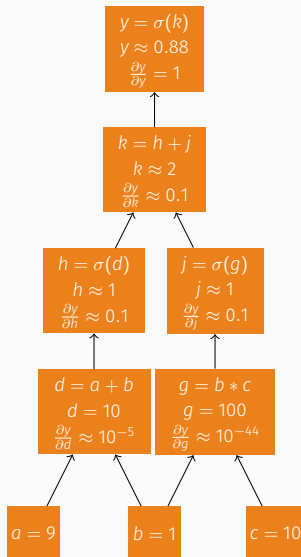 y = σ(k)
y ≈ 0.88
∂y/∂y = 1
k = h + j
k ≈ 2
∂y/∂k ≈ 0.1
h = σ(d)
h ≈ 1
∂y/∂h ≈ 0.1
j = σ(g)
j ≈ 1
∂y/∂j ≈ 0.1
d = a + b
d = 10
∂y/∂d ≈ 10⁻⁵
g = b ∗ c
g = 100
∂y/∂g ≈ 10⁻⁴⁴
a = 9
b = 1
c = 10